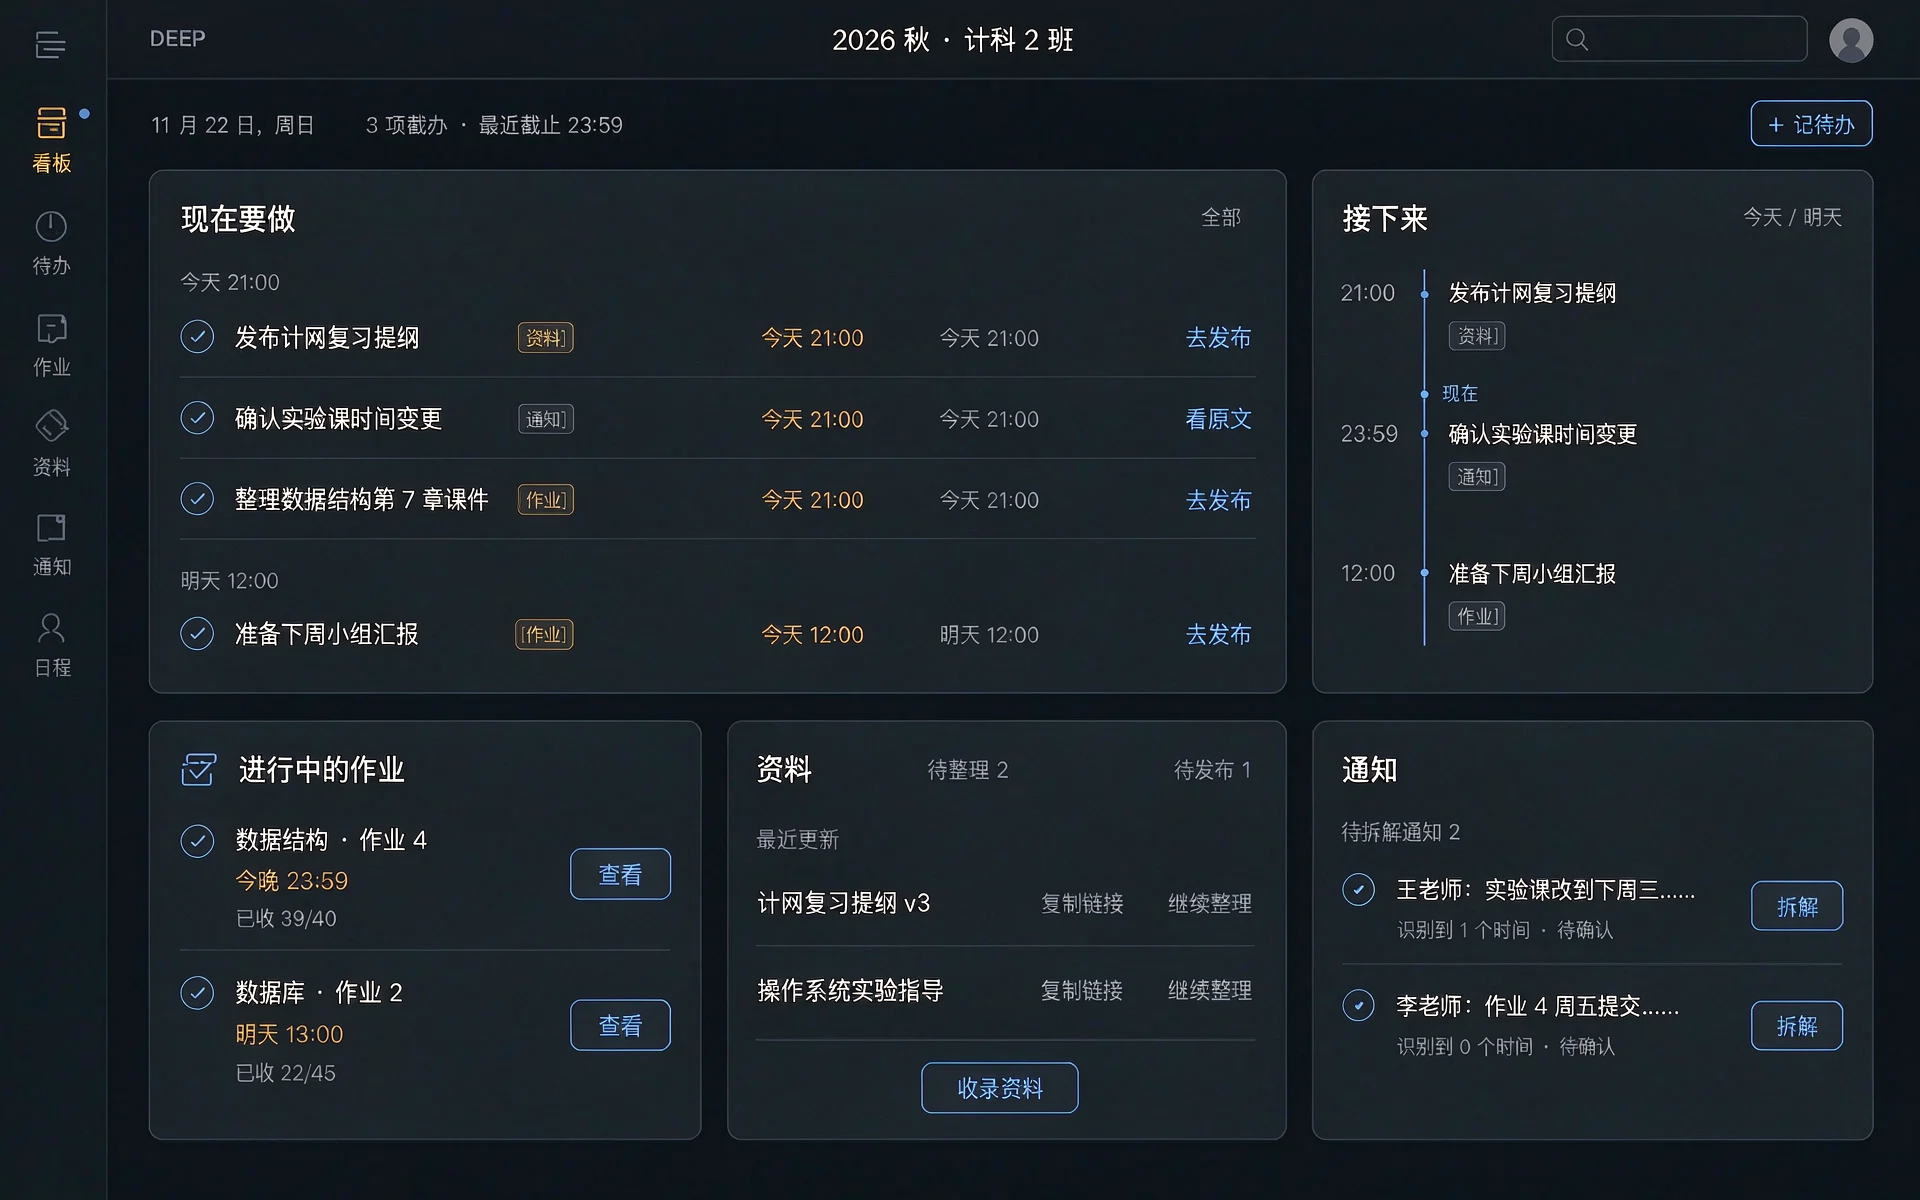 DEEP
2026 秋 · 计科 2 班
看板
待办
作业
资料
通知
日程
11 月 22 日，周日
3 项截办 · 最近截止 23:59
+ 记待办
现在要做
全部
今天 21:00
发布计网复习提纲 资料] 今天 21:00 今天 21:00 去发布
确认实验课时间变更 通知] 今天 21:00 今天 21:00 看原文
整理数据结构第 7 章课件 作业] 今天 21:00 今天 21:00 去发布
明天 12:00
准备下周小组汇报 [作业] 今天 12:00 明天 12:00 去发布
接下来
今天 / 明天
21:00 发布计网复习提纲
资料]
现在
23:59 确认实验课时间变更
通知]
12:00 准备下周小组汇报
作业]
进行中的作业
数据结构 · 作业 4
今晚 23:59
已收 39/40
查看
数据库 · 作业 2
明天 13:00
已收 22/45
查看
资料 待整理 2 待发布 1
最近更新
计网复习提纲 v3 复制链接 继续整理
操作系统实验指导 复制链接 继续整理
收录资料
通知
待拆解通知 2
王老师：实验课改到下周三......
识别到 1 个时间 · 待确认
拆解
李老师：作业 4 周五提交......
识别到 0 个时间 · 待确认
拆解